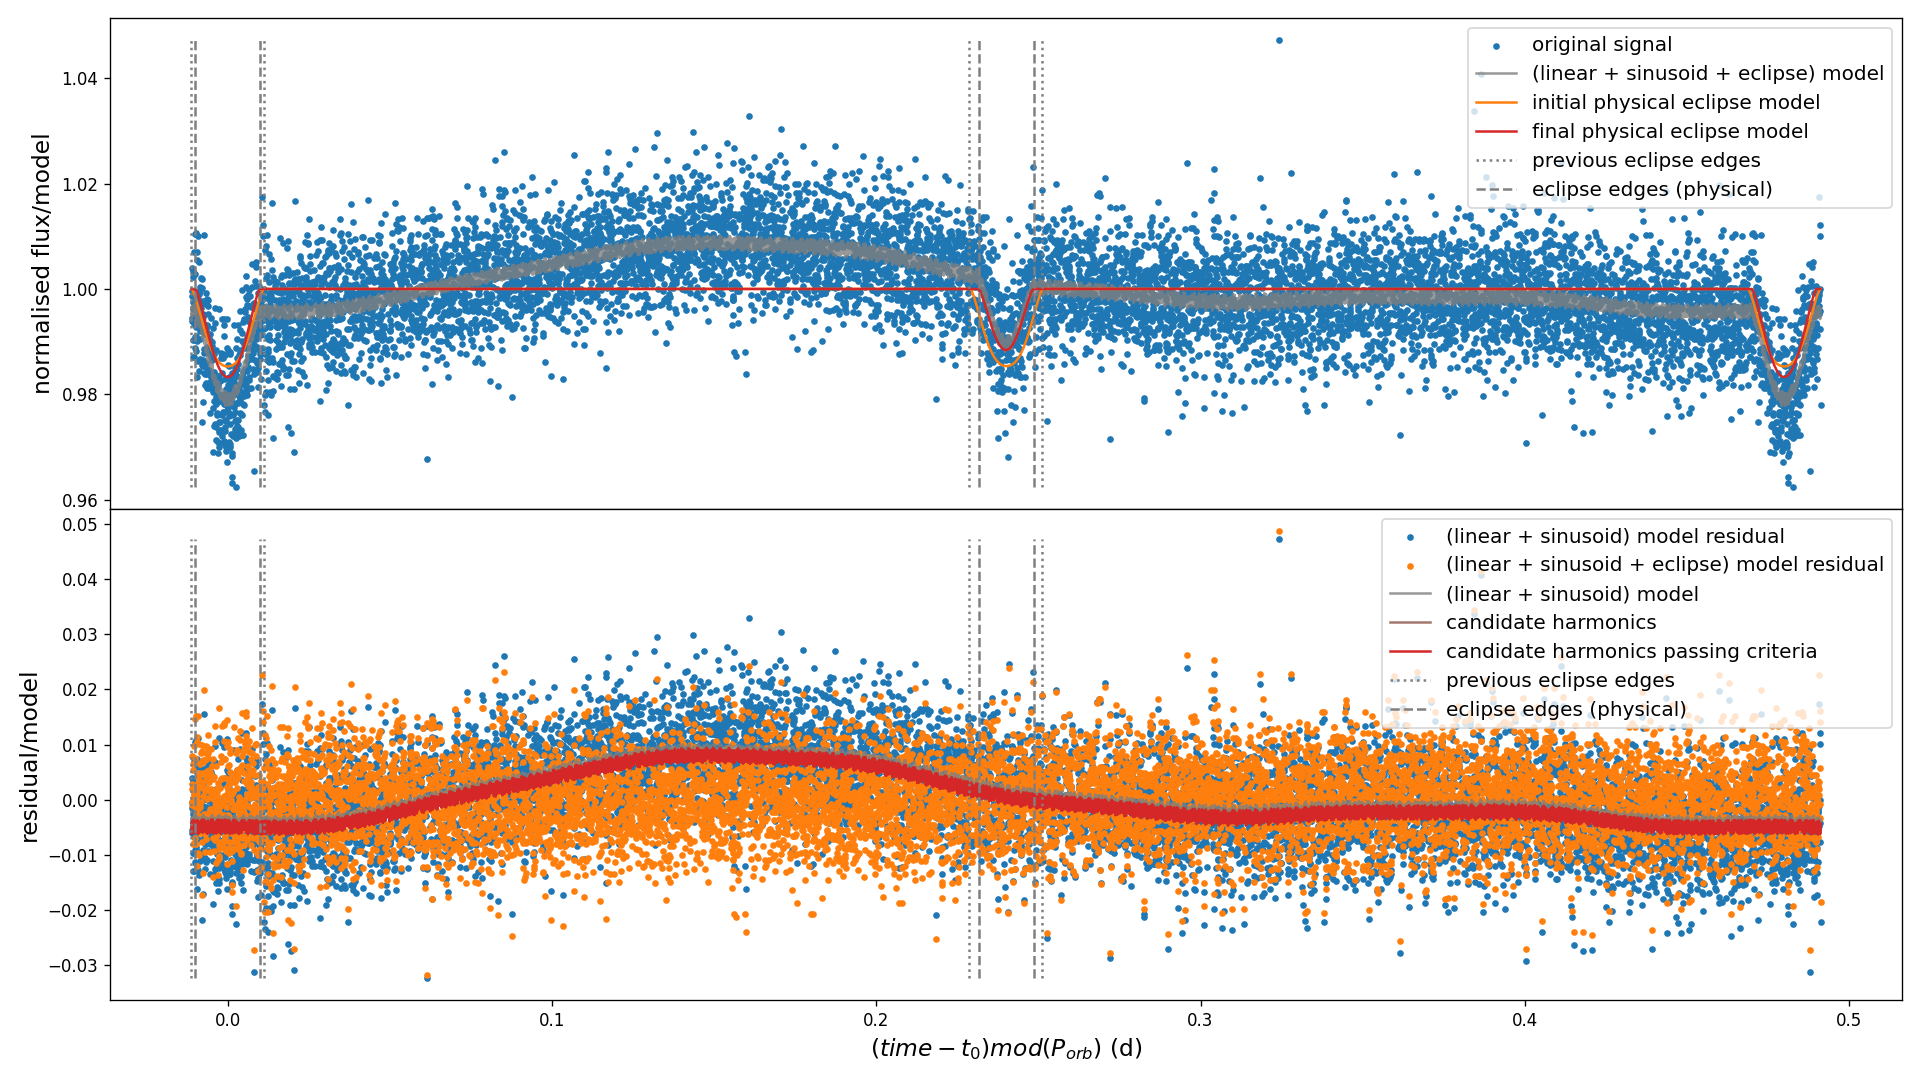 normalised flux/model
1.04
1.02
1.00
0.98
0.96
original signal
(linear + sinusoid + eclipse) model
initial physical eclipse model
final physical eclipse model
previous eclipse edges
eclipse edges (physical)
residual/model
0.05
0.04
0.03
0.02
0.01
0.00
−0.01
−0.02
−0.03
(linear + sinusoid) model residual
(linear + sinusoid + eclipse) model residual
(linear + sinusoid) model
candidate harmonics
candidate harmonics passing criteria
previous eclipse edges
eclipse edges (physical)
0.0 0.1 0.2 0.3 0.4 0.5
(time − t₀)mod(P_orb) (d)